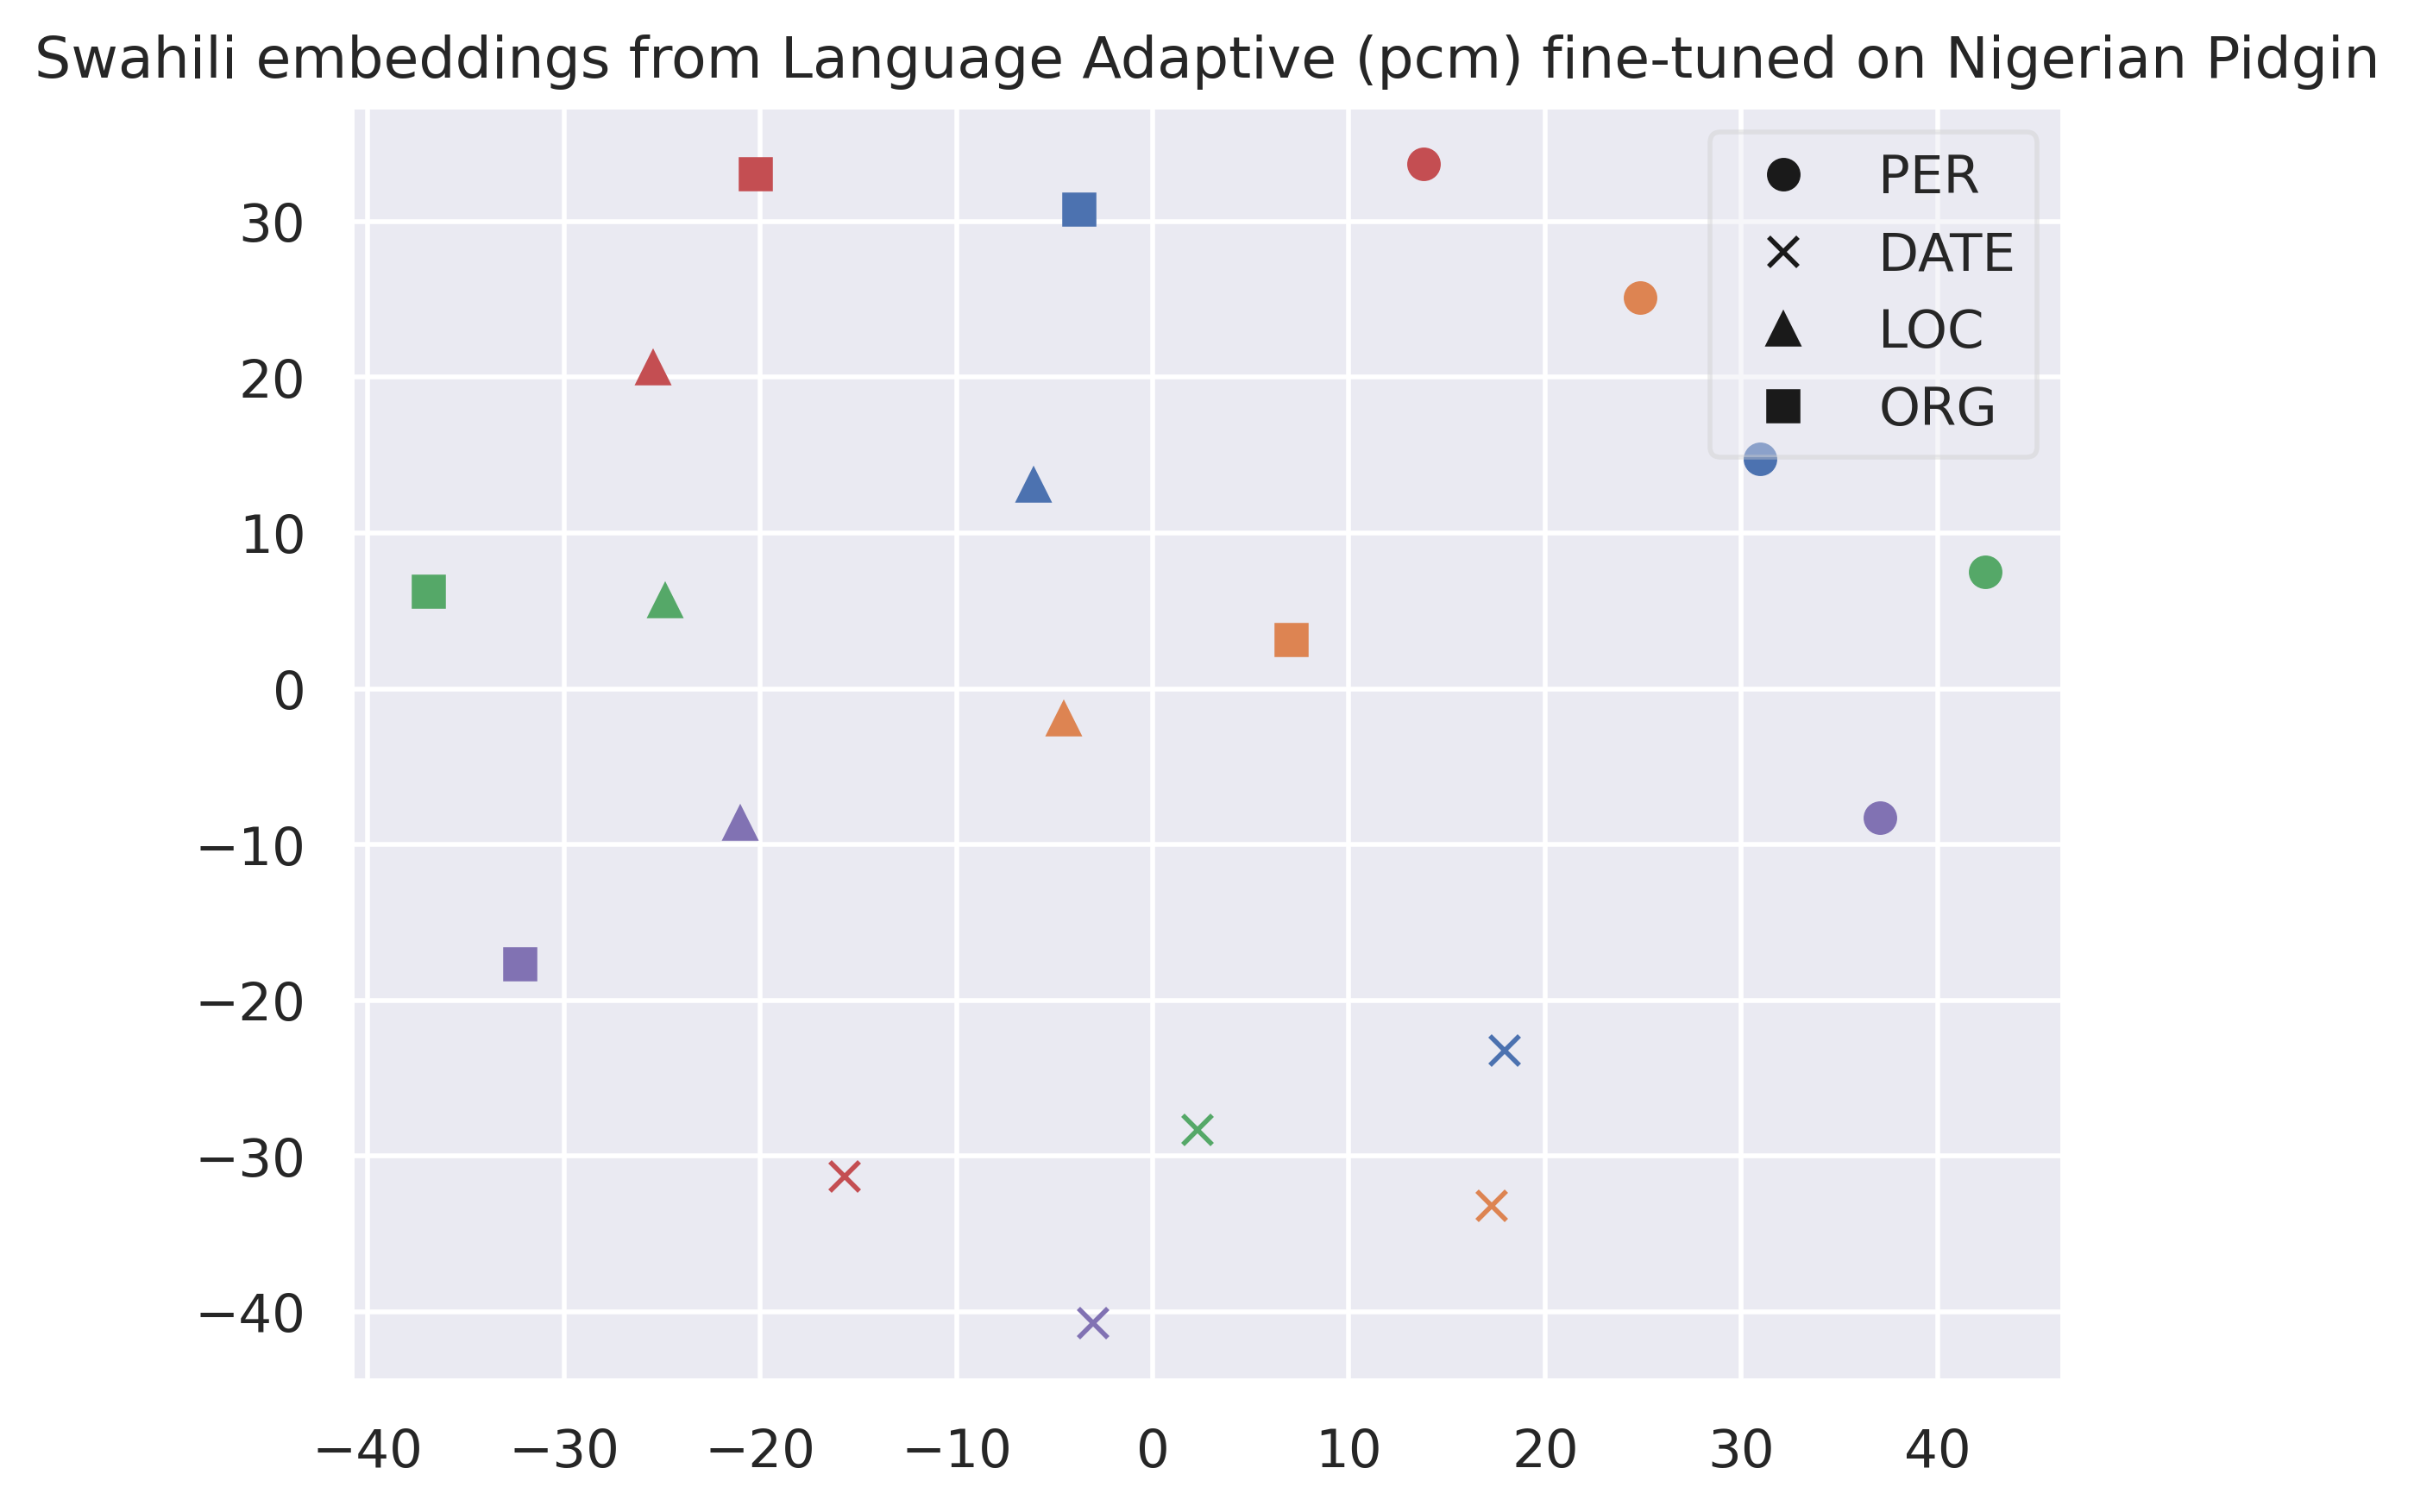 Swahili embeddings from Language Adaptive (pcm) fine-tuned on Nigerian Pidgin
PER
DATE
LOC
ORG
30
20
10
0
−10
−20
−30
−40
−40 −30 −20 −10 0 10 20 30 40